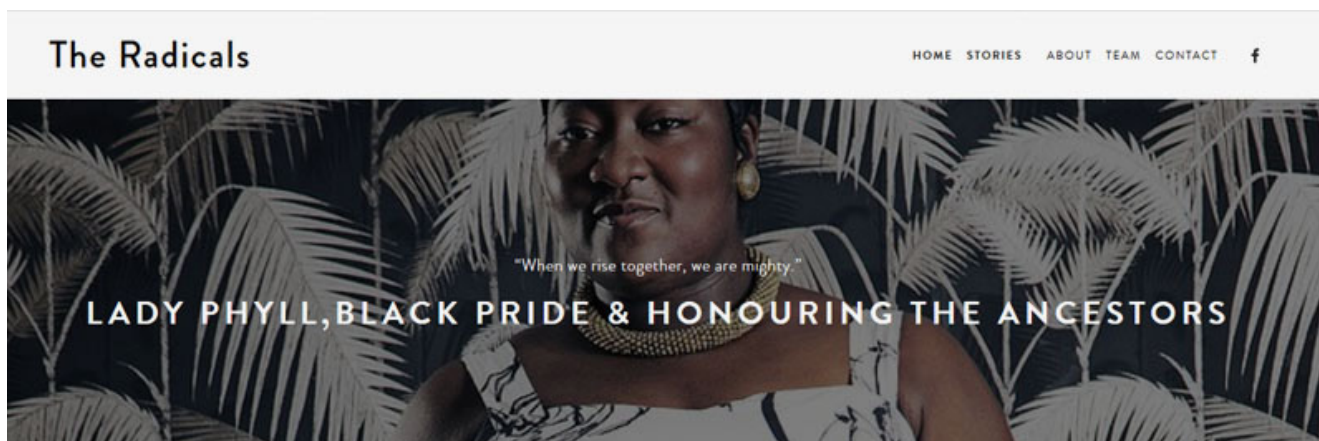 The Radicals
HOME STORIES ABOUT TEAM CONTACT f
“When we rise together, we are mighty.”
LADY PHYLL,BLACK PRIDE & HONOURING THE ANCESTORS